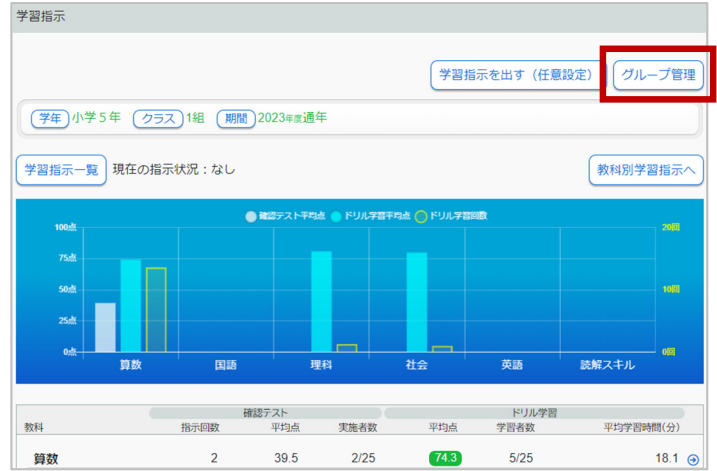 学習指示
学習指示を出す（任意設定） グループ管理
学年 小学５年 クラス 1組 期間 2023年度通年
学習指示一覧 現在の指示状況：なし 教科別学習指示へ
確認テスト平均点 ドリル学習平均点 ドリル学習回数
100点 20回
75点
50点 10回
25点
0点 0回
算数 国語 理科 社会 英語 読解スキル
確認テスト ドリル学習
教科 指示回数 平均点 実施者数 平均点 学習者数 平均学習時間(分)
算数 2 39.5 2/25 74.3 5/25 18.1